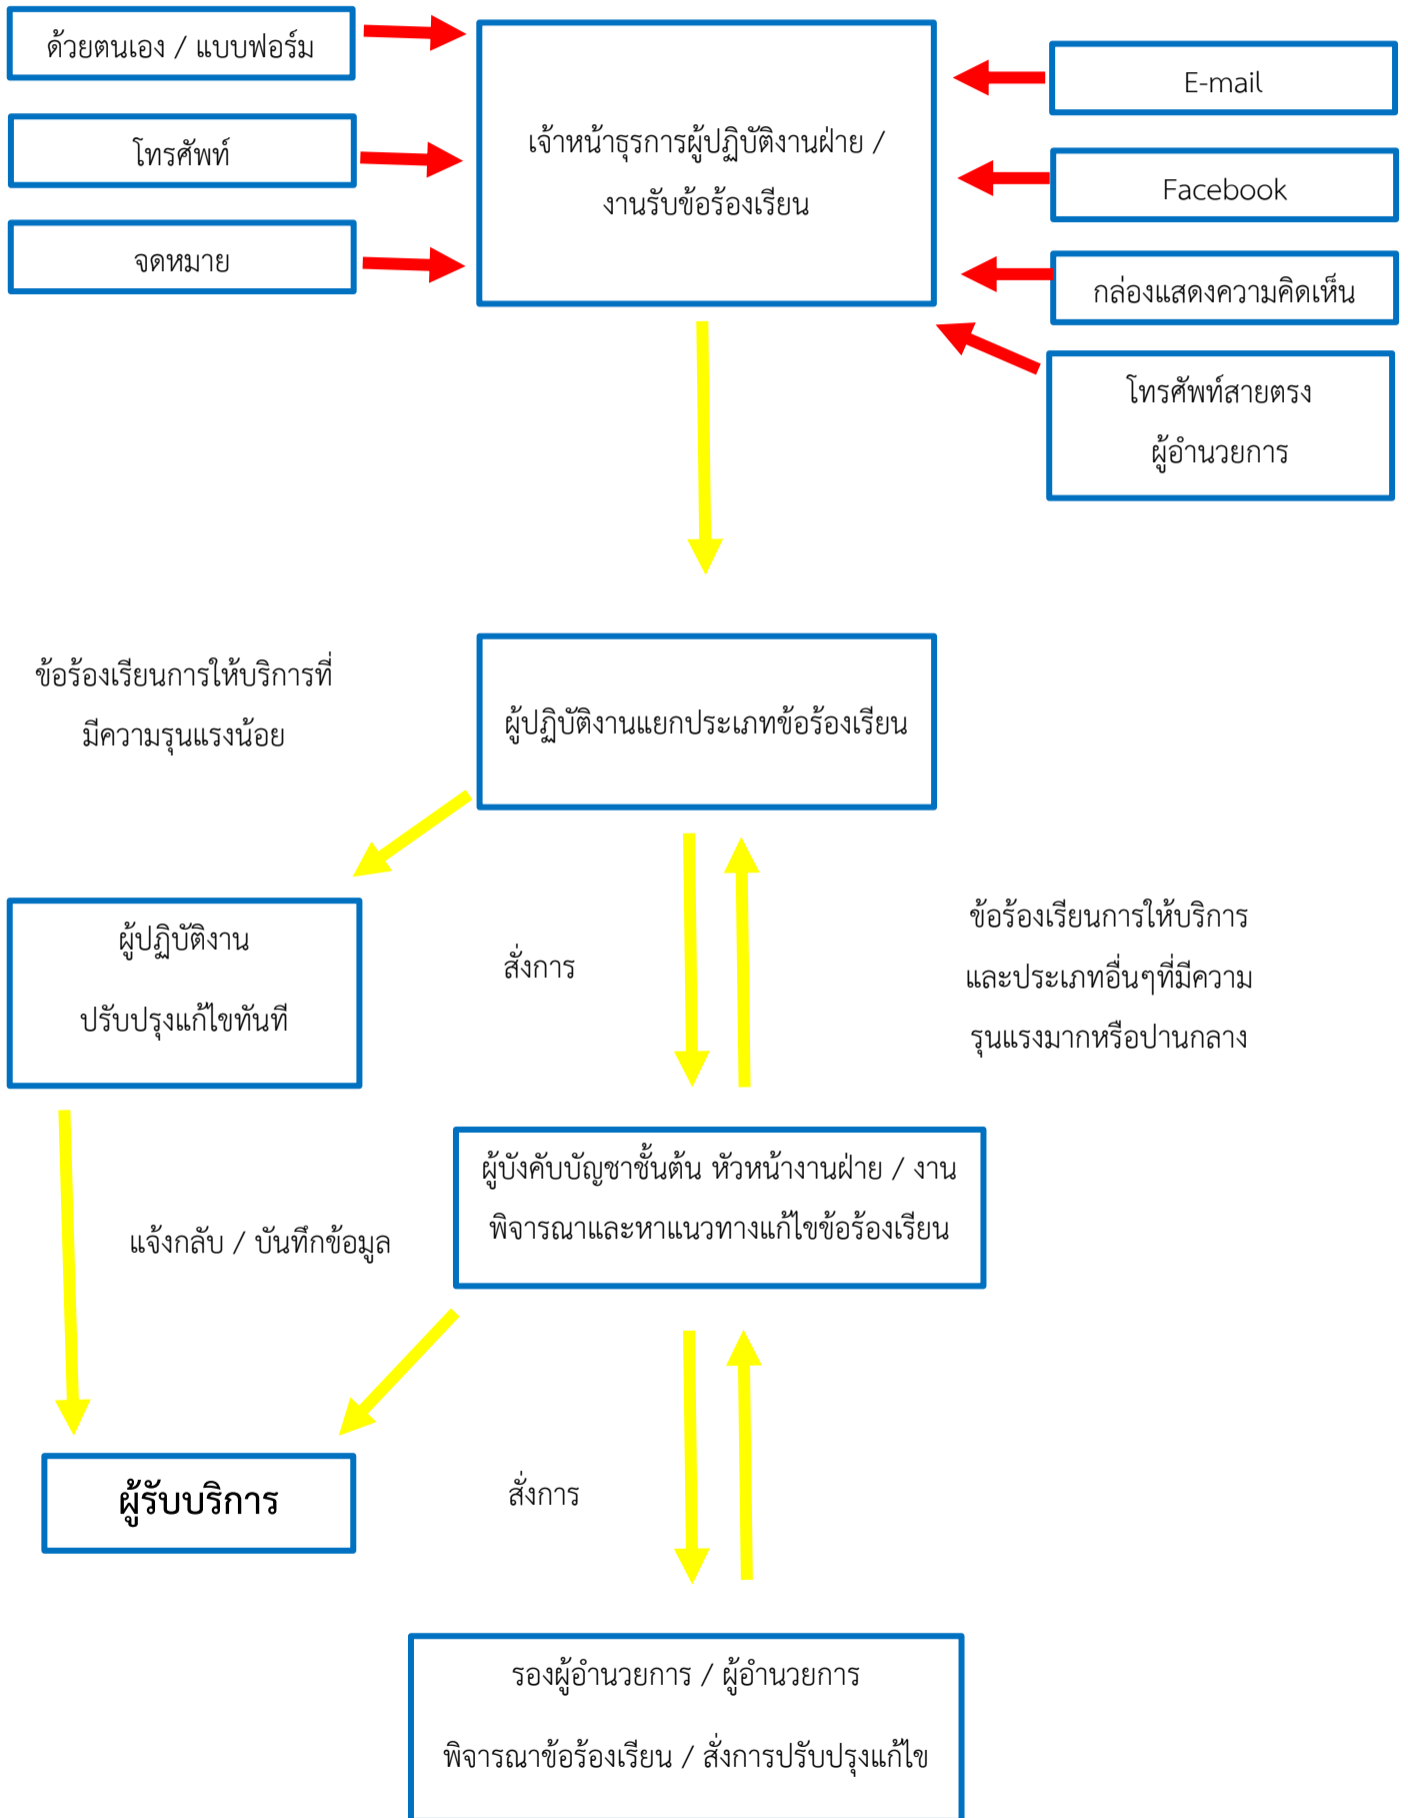 ด้วยตนเอง / แบบฟอร์ม
โทรศัพท์
จดหมาย
เจ้าหน้าธุรการผู้ปฏิบัติงานฝ่าย /
งานรับข้อร้องเรียน
E-mail
Facebook
กล่องแสดงความคิดเห็น
โทรศัพท์สายตรง
ผู้อำนวยการ
ข้อร้องเรียนการให้บริการที่
มีความรุนแรงน้อย
ผู้ปฏิบัติงานแยกประเภทข้อร้องเรียน
ผู้ปฏิบัติงาน
ปรับปรุงแก้ไขทันที
สั่งการ
ข้อร้องเรียนการให้บริการ
และประเภทอื่นๆที่มีความ
รุนแรงมากหรือปานกลาง
ผู้บังคับบัญชาชั้นต้น หัวหน้างานฝ่าย / งาน
พิจารณาและหาแนวทางแก้ไขข้อร้องเรียน
แจ้งกลับ / บันทึกข้อมูล
ผู้รับบริการ
สั่งการ
รองผู้อำนวยการ / ผู้อำนวยการ
พิจารณาข้อร้องเรียน / สั่งการปรับปรุงแก้ไข